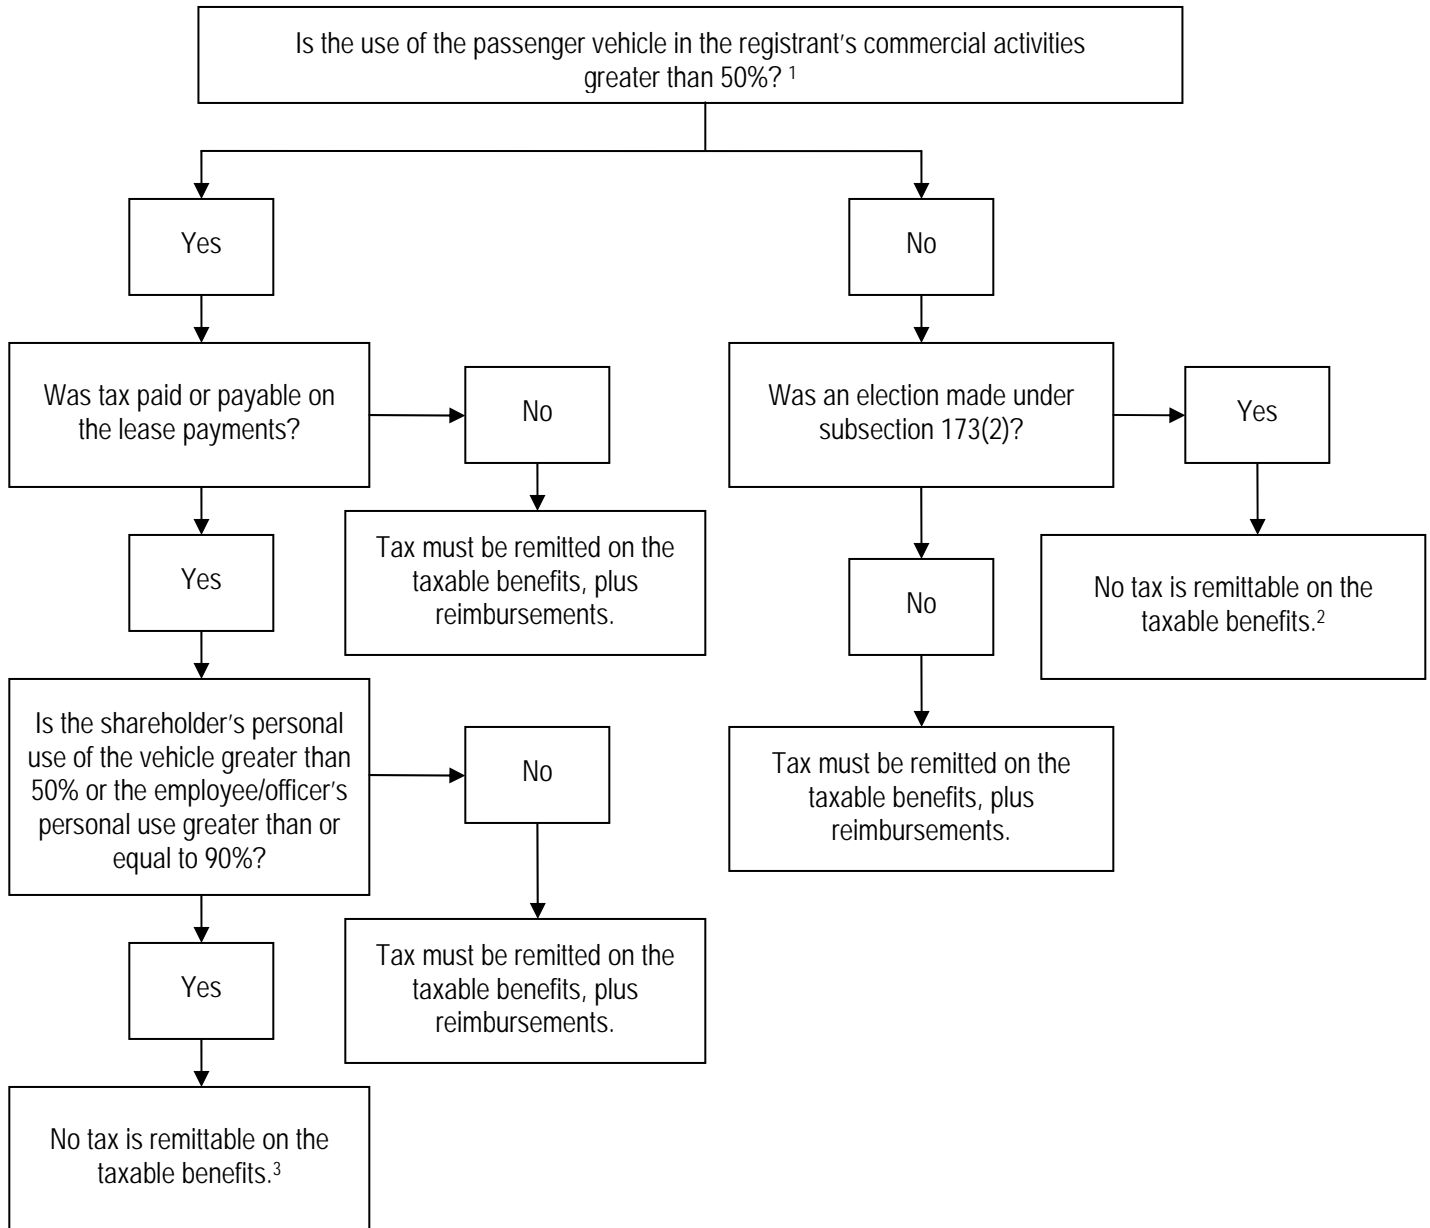 Is the use of the passenger vehicle in the registrant's commercial activities
greater than 50%? 1
Yes
No
Was tax paid or payable on
the lease payments?
No
Was an election made under
subsection 173(2)?
Yes
Yes
Tax must be remitted on the
taxable benefits, plus
reimbursements.
No
No tax is remittable on the
taxable benefits.2
Is the shareholder's personal
use of the vehicle greater than
50% or the employee/officer's
personal use greater than or
equal to 90%?
No
Tax must be remitted on the
taxable benefits, plus
reimbursements.
Yes
Tax must be remitted on the
taxable benefits, plus
reimbursements.
No tax is remittable on the
taxable benefits.3